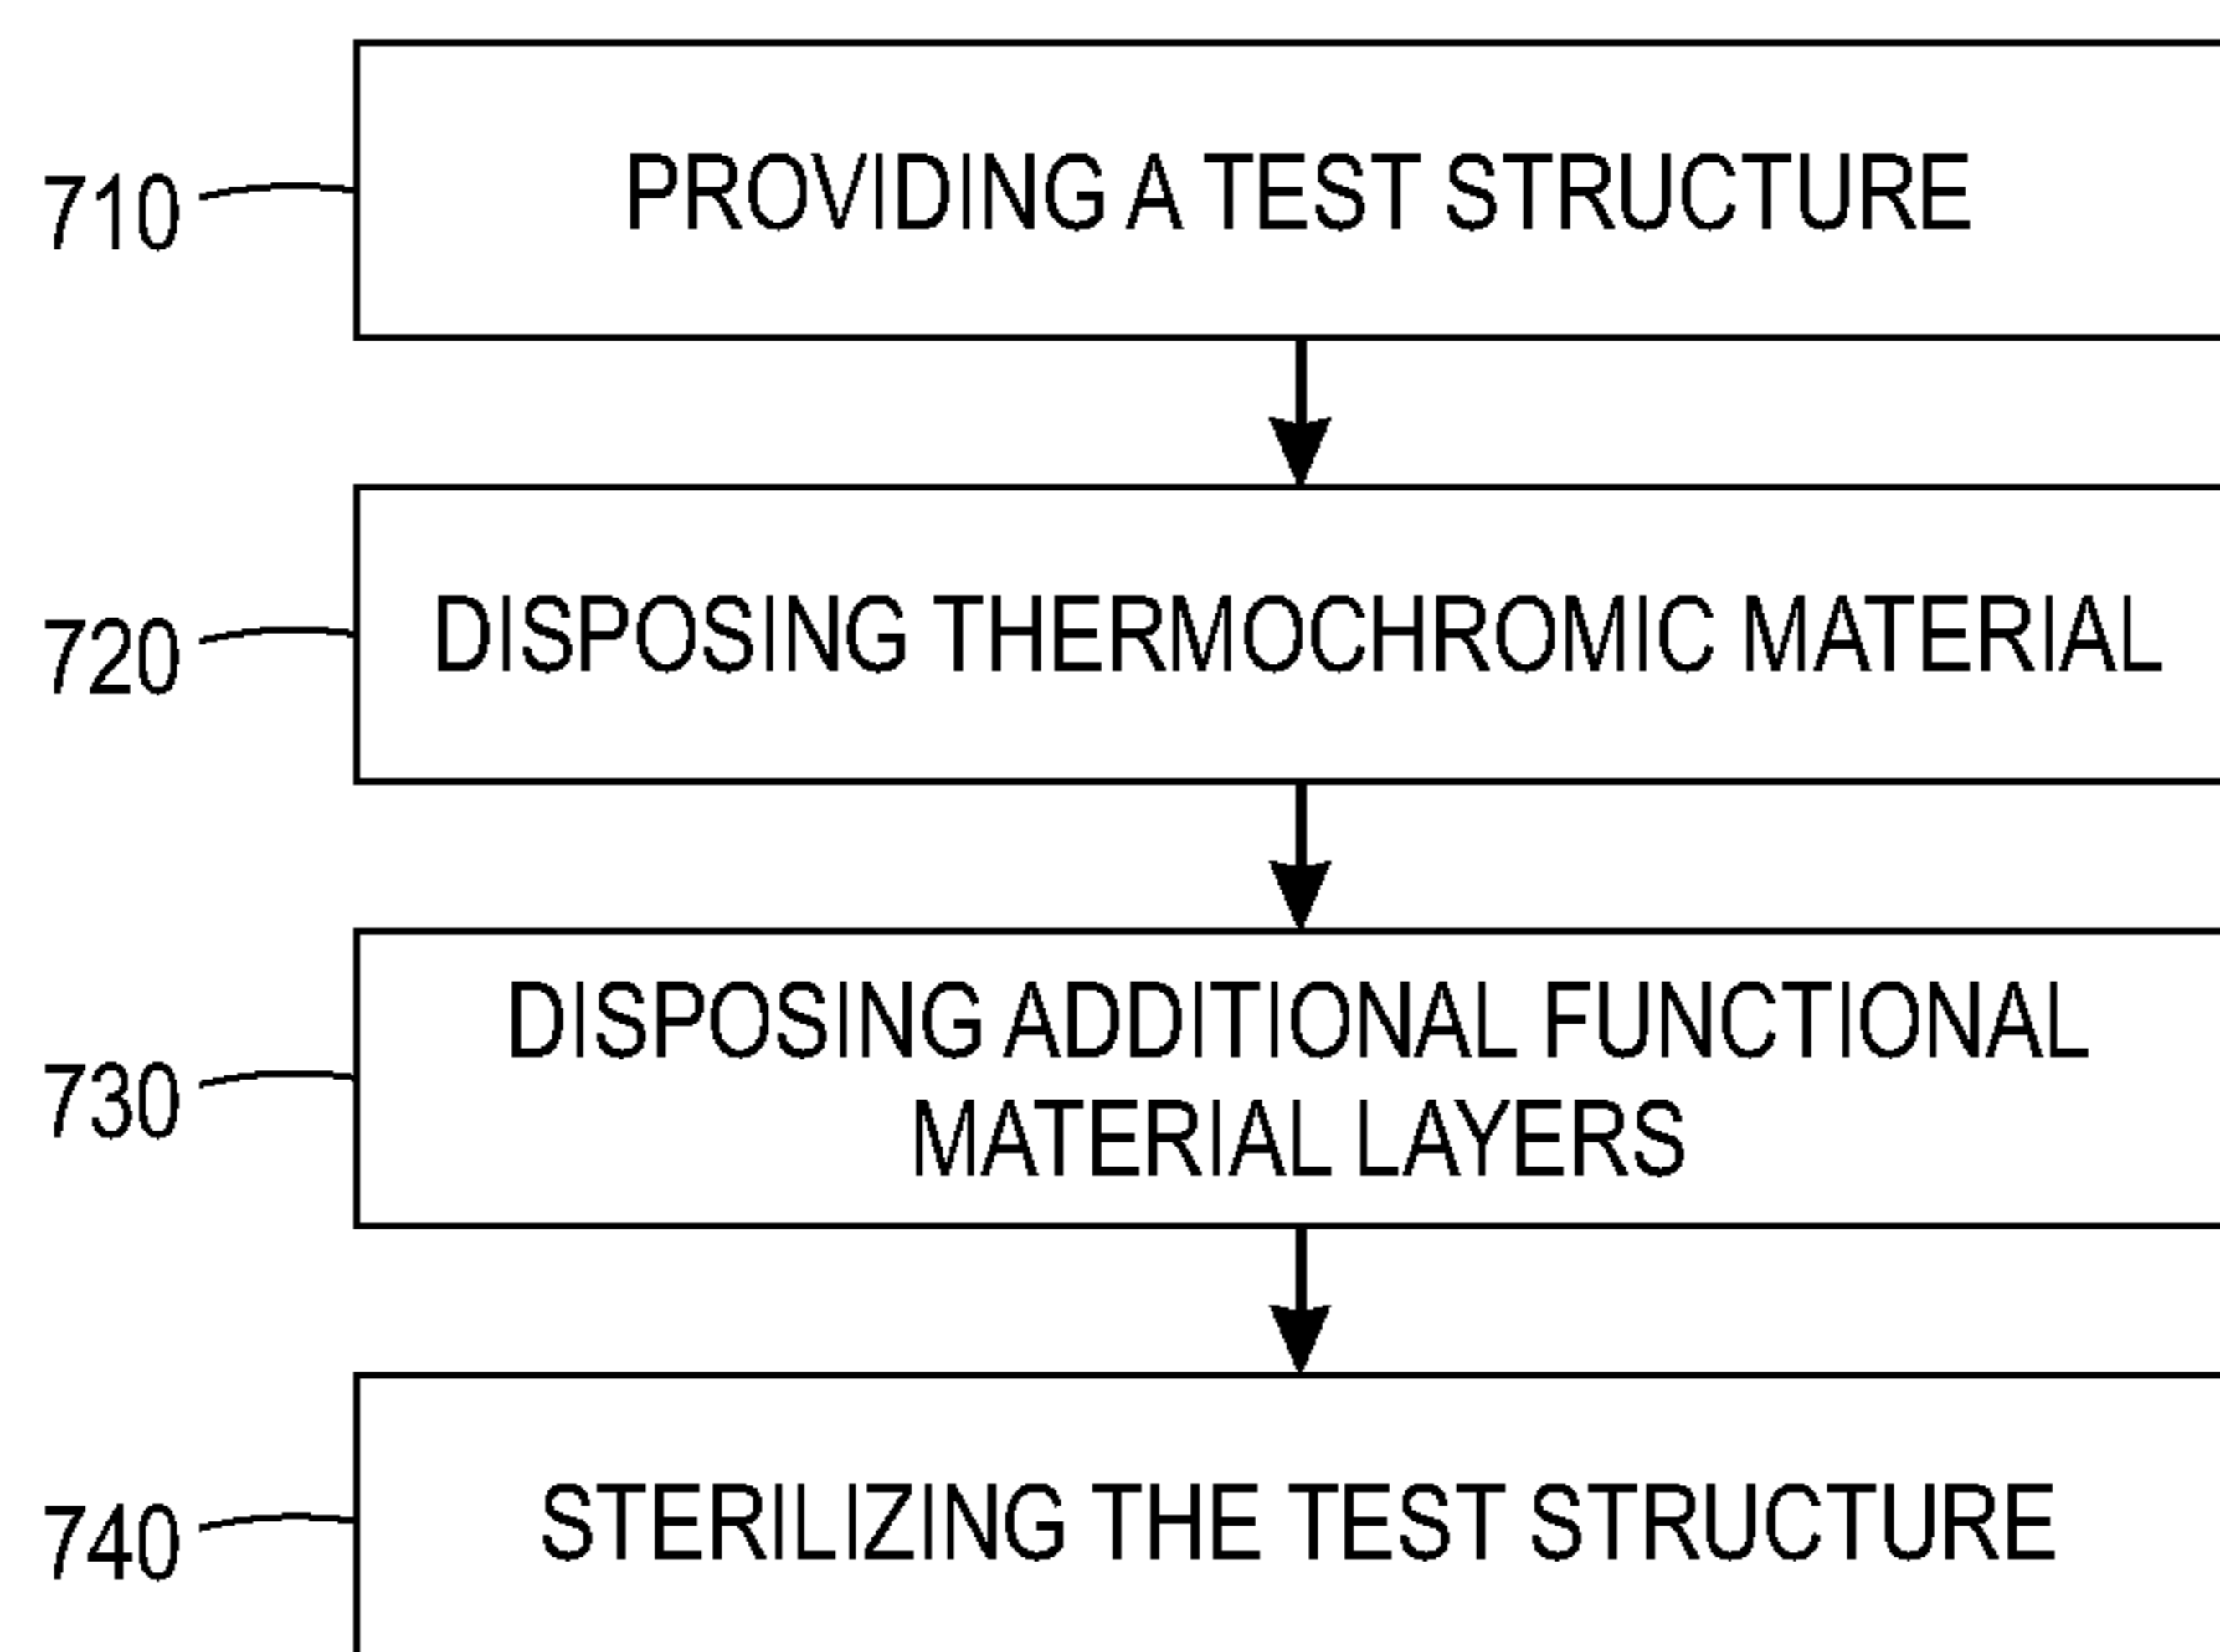 710
PROVIDING A TEST STRUCTURE
720
DISPOSING THERMOCHROMIC MATERIAL
730
DISPOSING ADDITIONAL FUNCTIONAL
MATERIAL LAYERS
740
STERILIZING THE TEST STRUCTURE